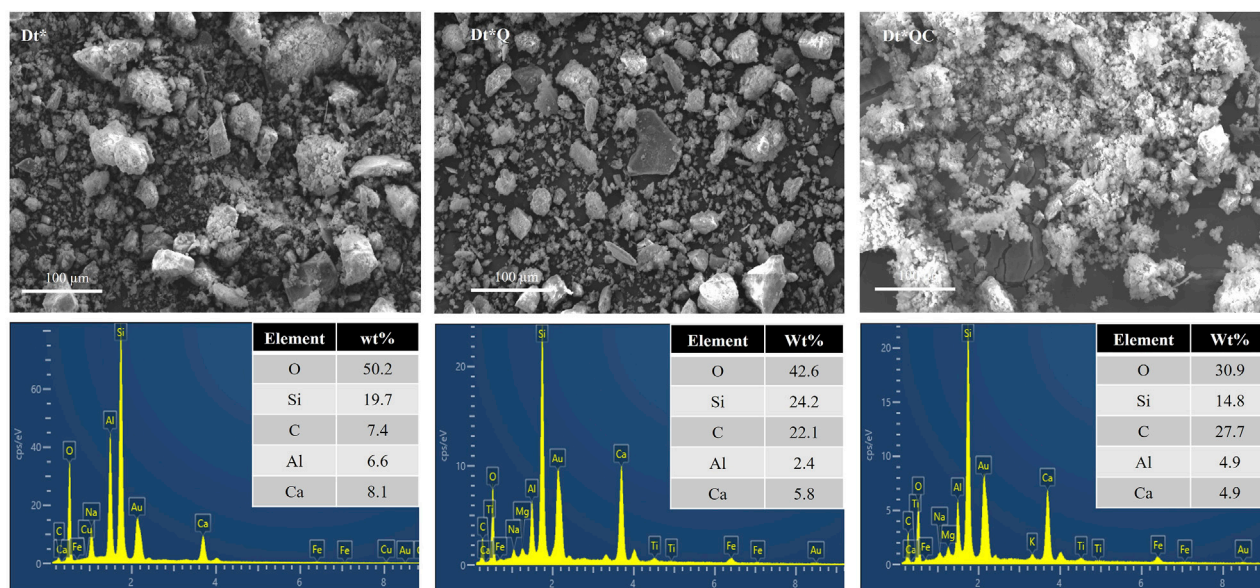 Dt*
100 µm
Dt*Q
100 µm
Dt*QC
cps/eV
60
40
20
0
2
4
6
8
C
Ca
O
Fe
Cu
Na
Al
Si
Au
Ca
Fe
Fe
Cu
Au
Element wt%
O 50.2
Si 19.7
C 7.4
Al 6.6
Ca 8.1
cps/eV
20
10
0
2
4
6
8
C
Ca
O
Ti
Fe
Na
Mg
Al
Si
Au
Ca
Ti
Ti
Fe
Fe
Au
Element Wt%
O 42.6
Si 24.2
C 22.1
Al 2.4
Ca 5.8
cps/eV
20
15
10
5
0
2
4
6
8
C
Ca
O
Ti
Fe
Na
Mg
Al
Si
Au
K
Ca
Ti
Ti
Fe
Fe
Au
Element Wt%
O 30.9
Si 14.8
C 27.7
Al 4.9
Ca 4.9